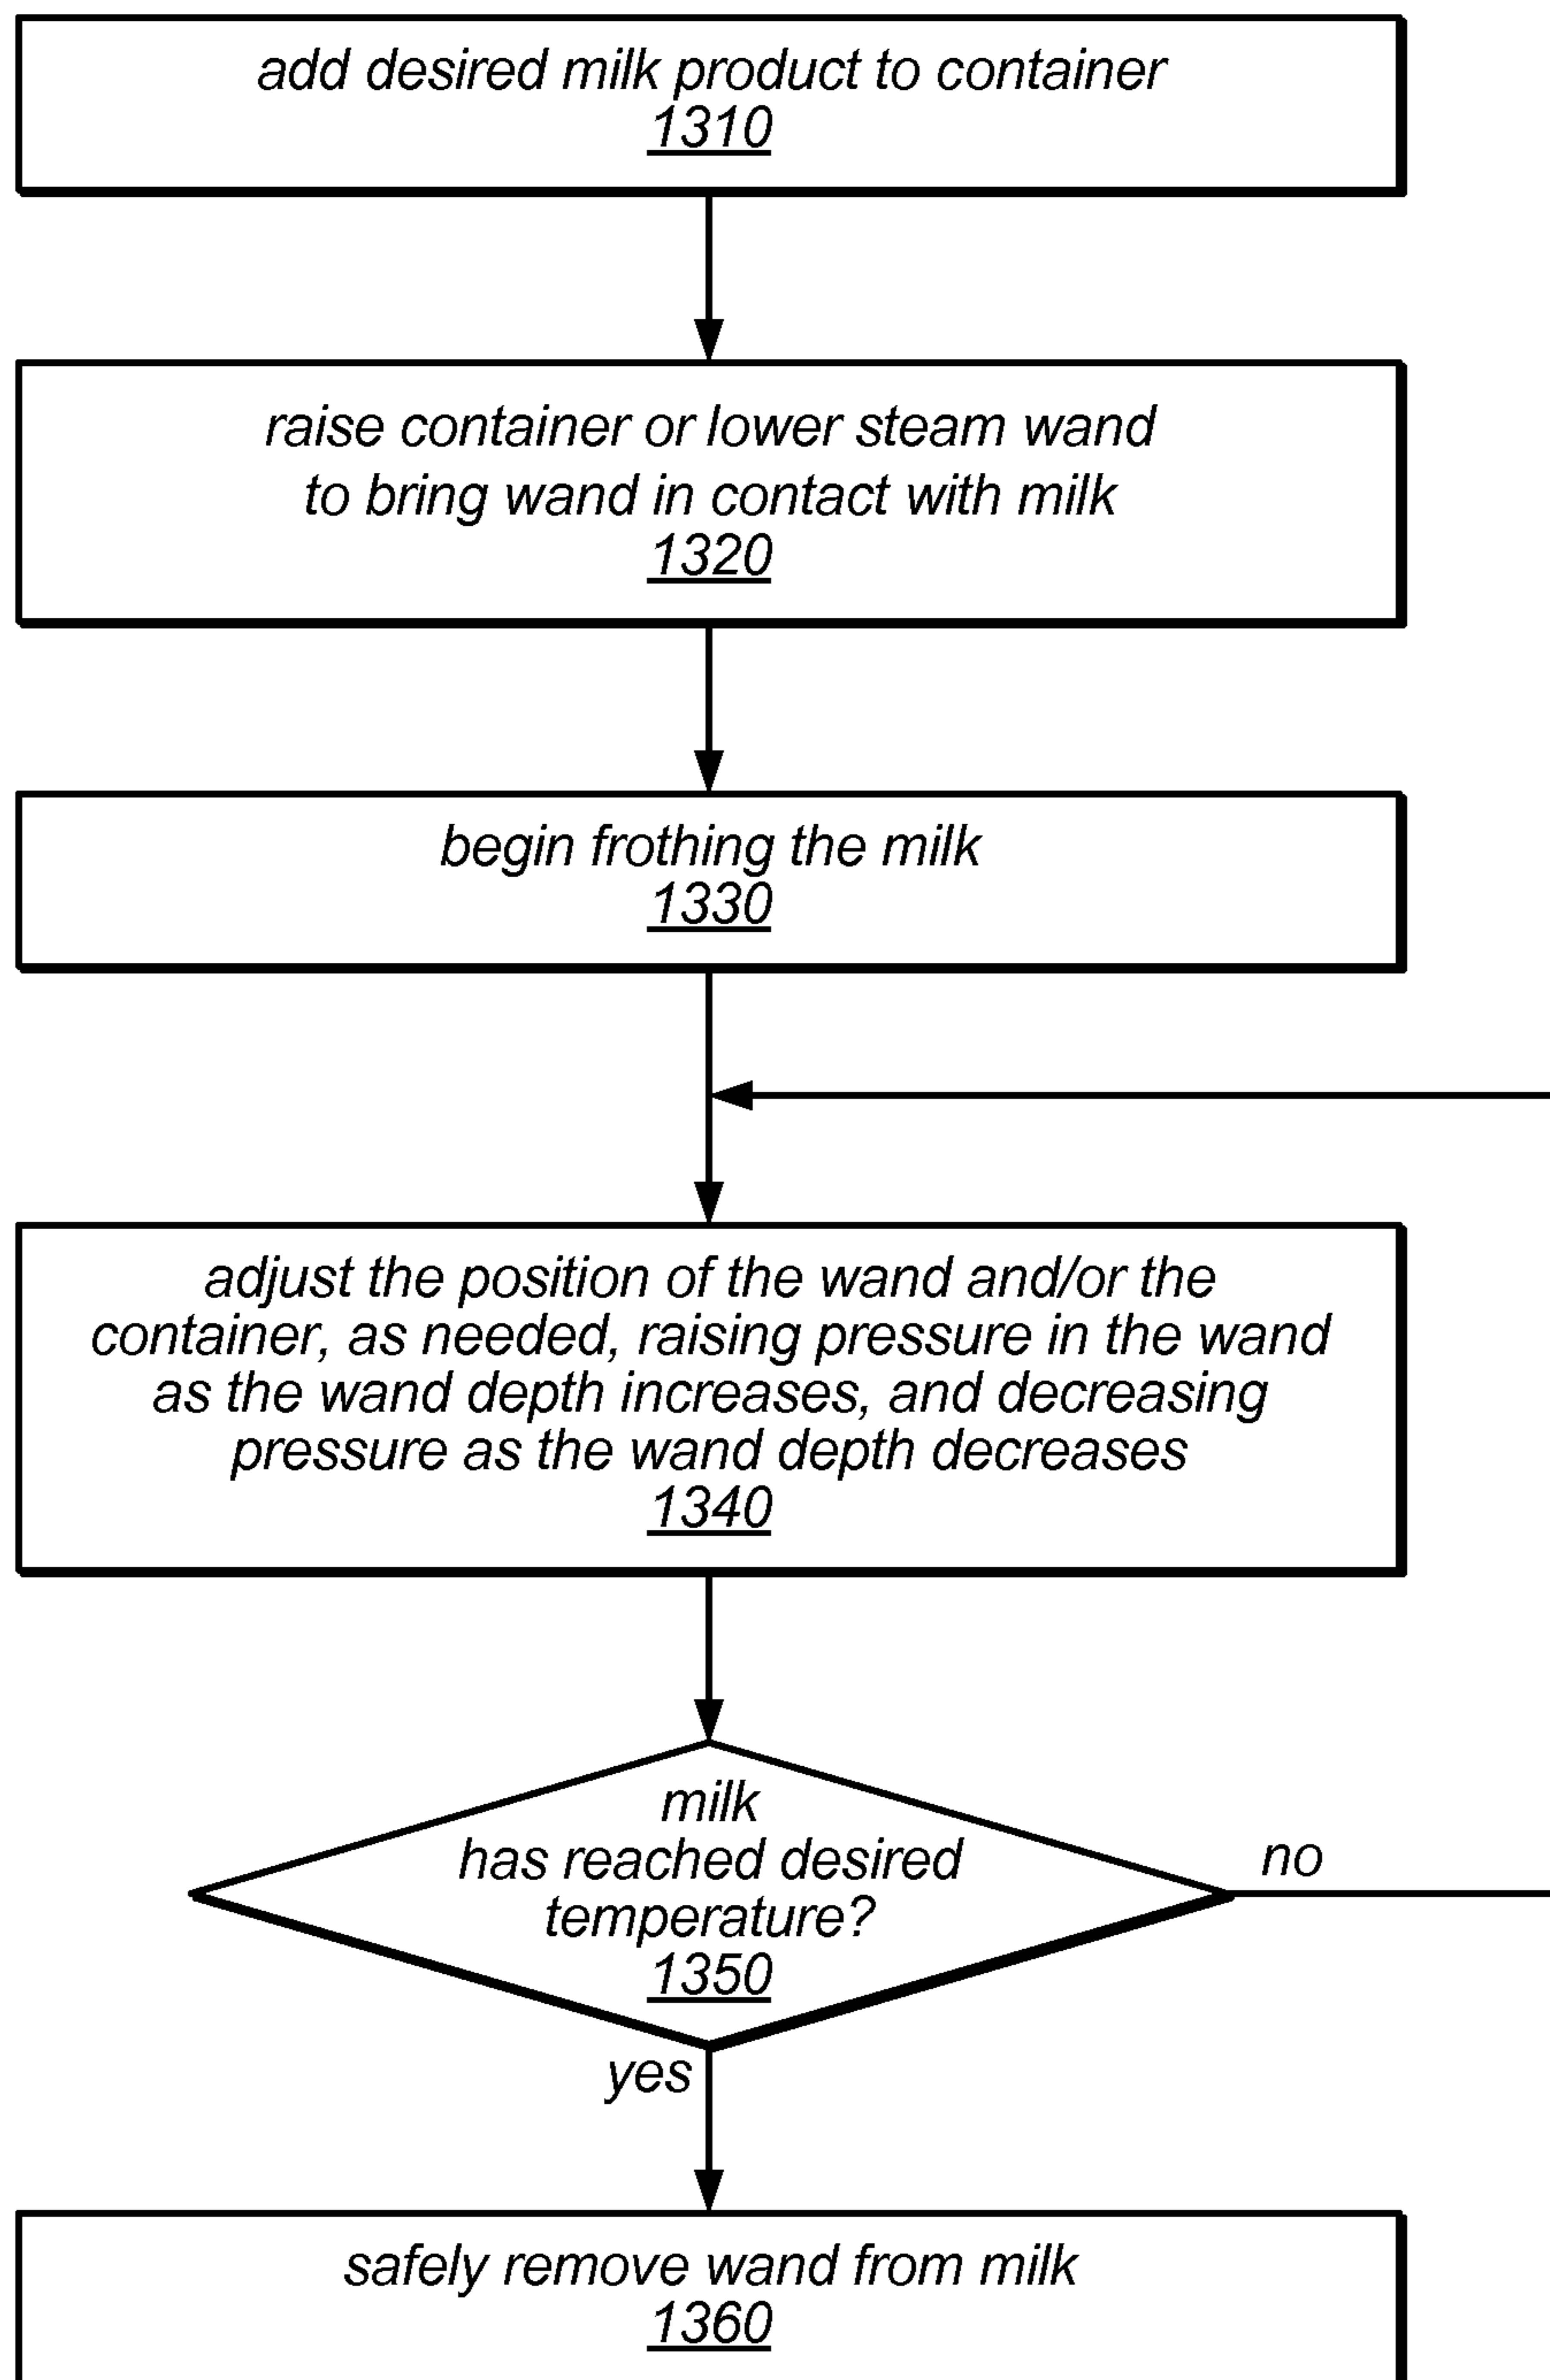 add desired milk product to container
1310
raise container or lower steam wand
to bring wand in contact with milk
1320
begin frothing the milk
1330
adjust the position of the wand and/or the
container, as needed, raising pressure in the wand
as the wand depth increases, and decreasing
pressure as the wand depth decreases
1340
milk
has reached desired
temperature?
1350
no
yes
safely remove wand from milk
1360